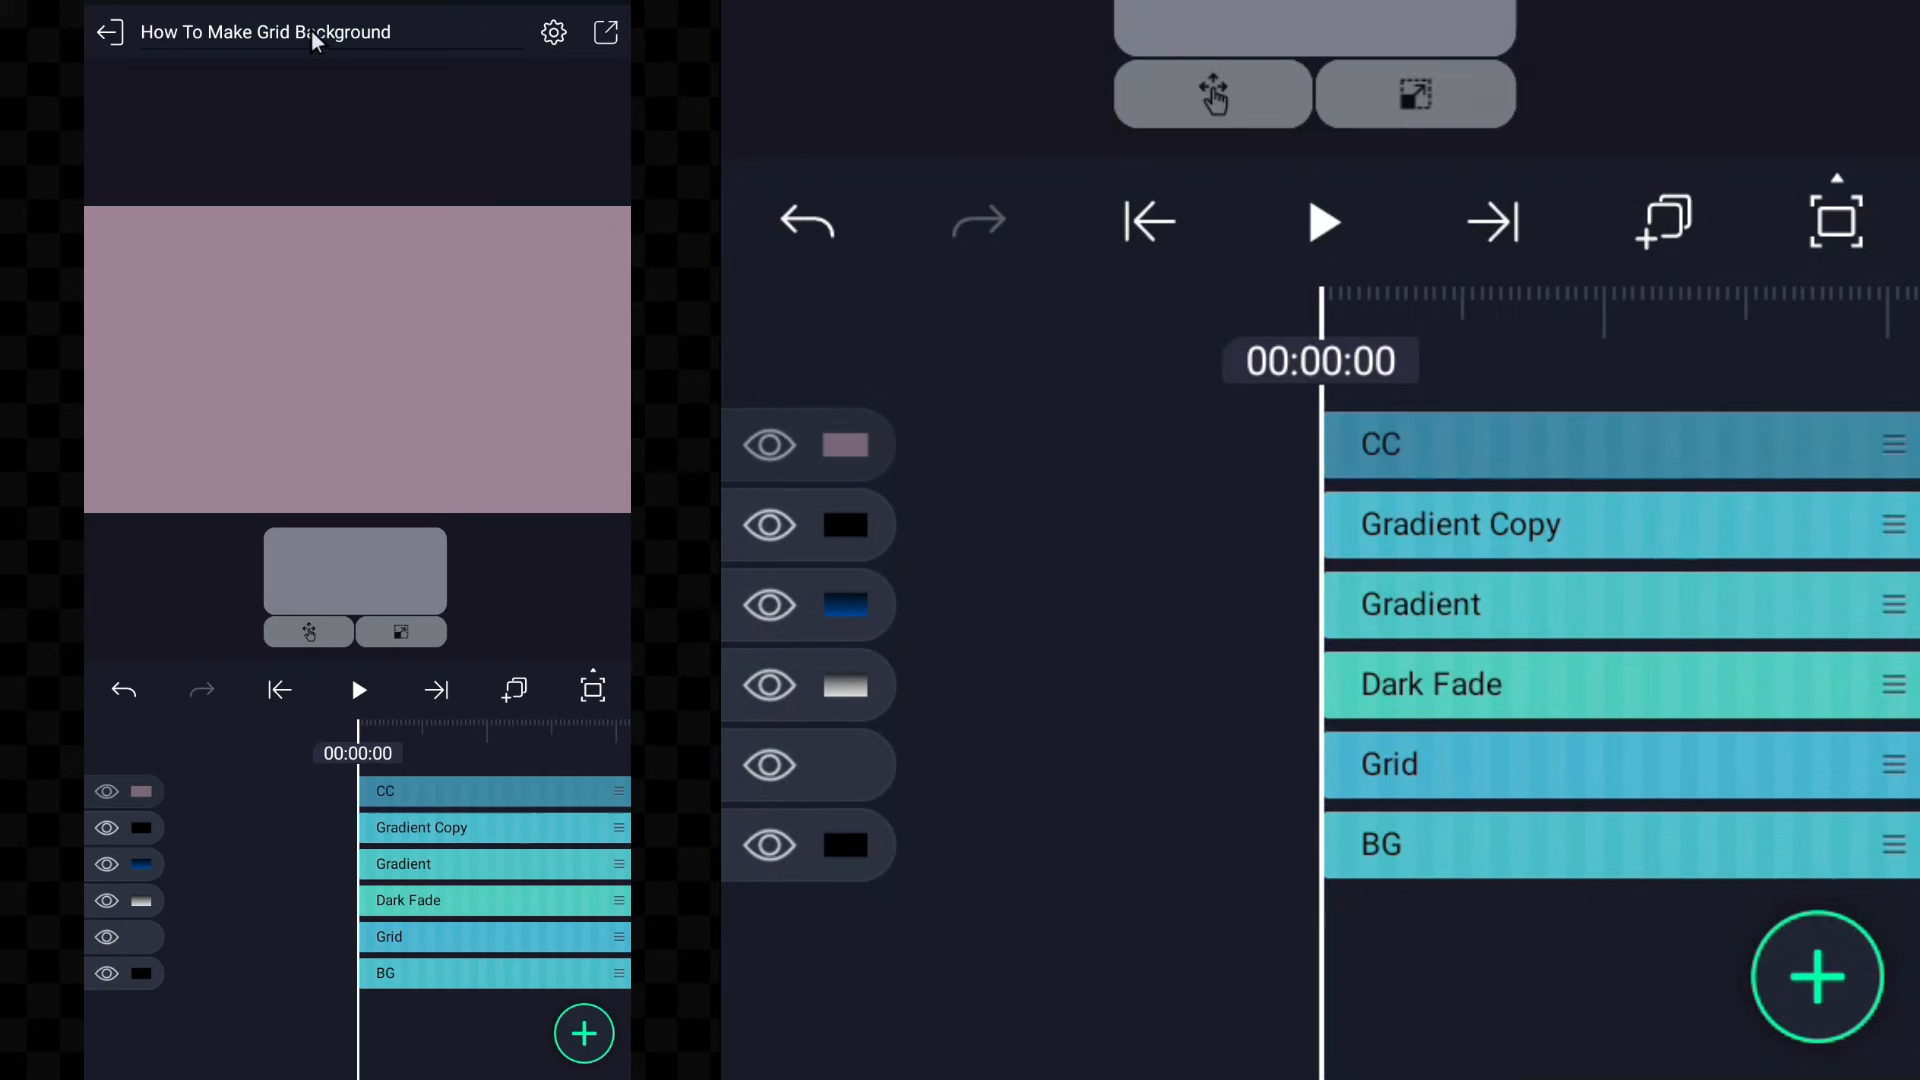 How To Make Grid Background
00:00:00
CC
Gradient Copy
Gradient
Dark Fade
Grid
BG
00:00:00
CC
Gradient Copy
Gradient
Dark Fade
Grid
BG